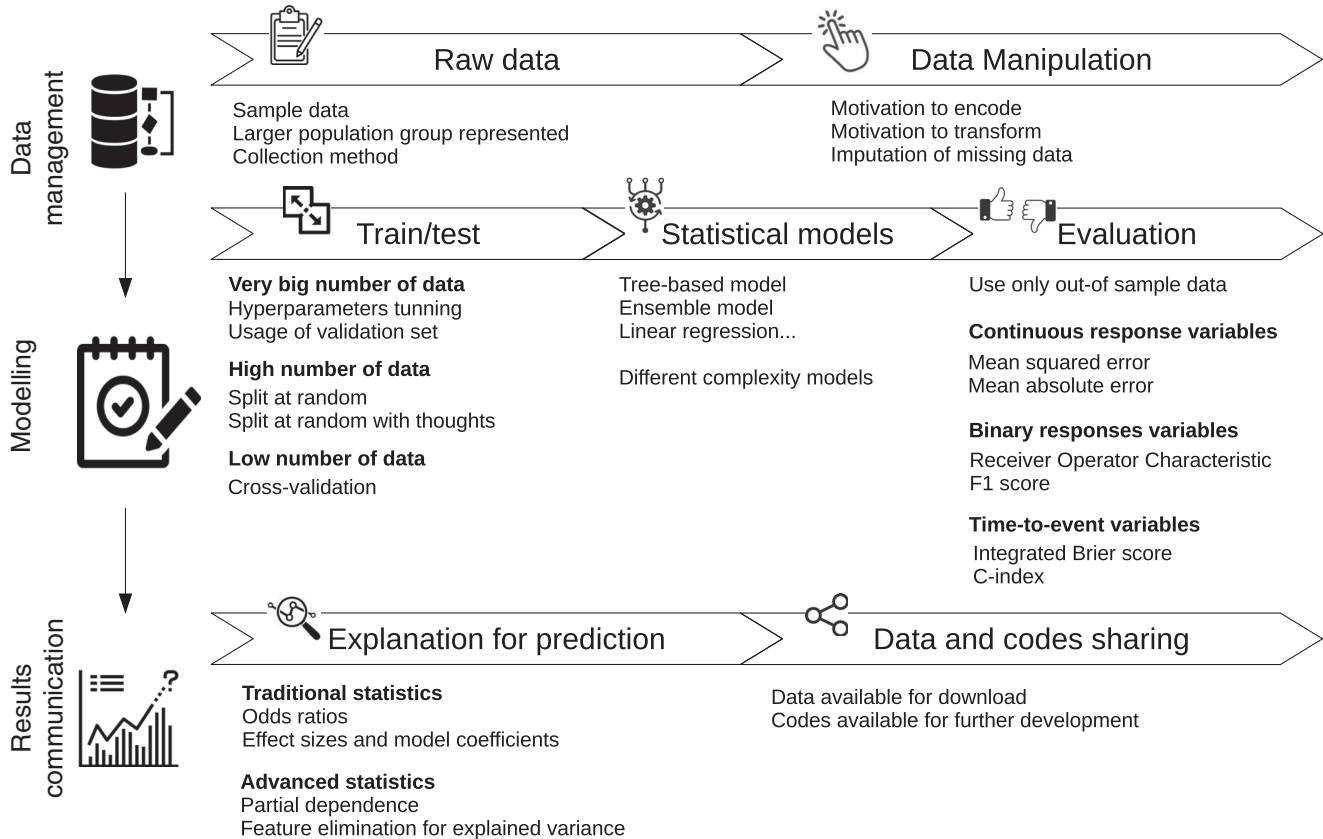 Data
management
Raw data
Sample data
Larger population group represented
Collection method
Data Manipulation
Motivation to encode
Motivation to transform
Imputation of missing data
Modelling
Train/test
Very big number of data
Hyperparameters tunning
Usage of validation set
High number of data
Split at random
Split at random with thoughts
Low number of data
Cross-validation
Statistical models
Tree-based model
Ensemble model
Linear regression...
Different complexity models
Evaluation
Use only out-of sample data
Continuous response variables
Mean squared error
Mean absolute error
Binary responses variables
Receiver Operator Characteristic
F1 score
Time-to-event variables
Integrated Brier score
C-index
Results
communication
?
Explanation for prediction
Traditional statistics
Odds ratios
Effect sizes and model coefficients
Advanced statistics
Partial dependence
Feature elimination for explained variance
Data and codes sharing
Data available for download
Codes available for further development